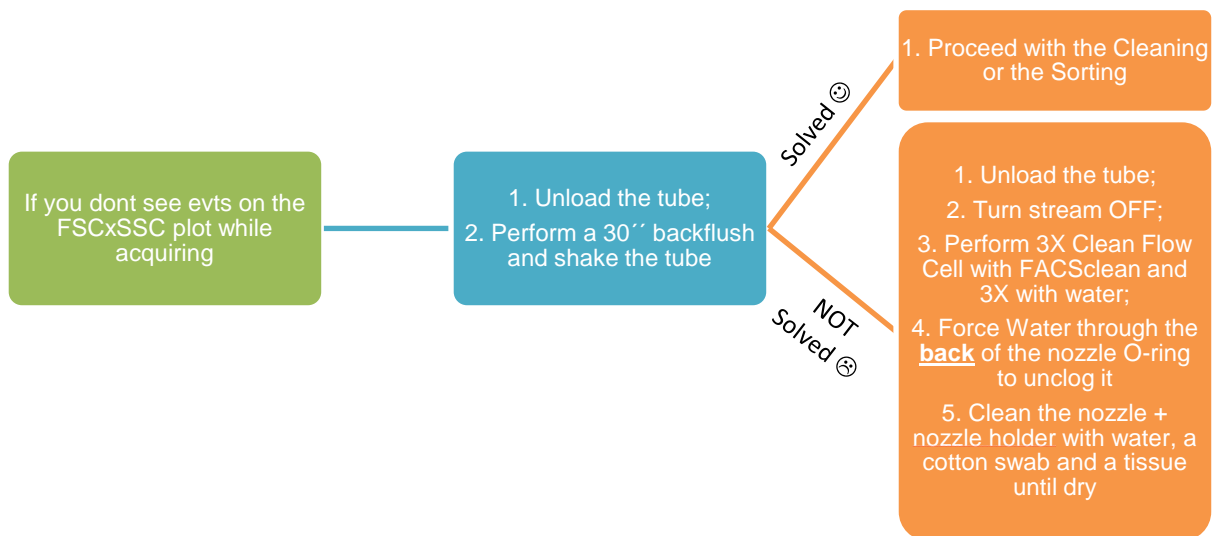 If you dont see evts on the
FSCxSSC plot while
acquiring
1. Unload the tube;
2. Perform a 30´´ backflush
and shake the tube
Solved ☺
1. Proceed with the Cleaning
or the Sorting
NOT
Solved ☹
1. Unload the tube;
2. Turn stream OFF;
3. Perform 3X Clean Flow
Cell with FACSclean and
3X with water;
4. Force Water through the
back of the nozzle O-ring
to unclog it
5. Clean the nozzle +
nozzle holder with water, a
cotton swab and a tissue
until dry